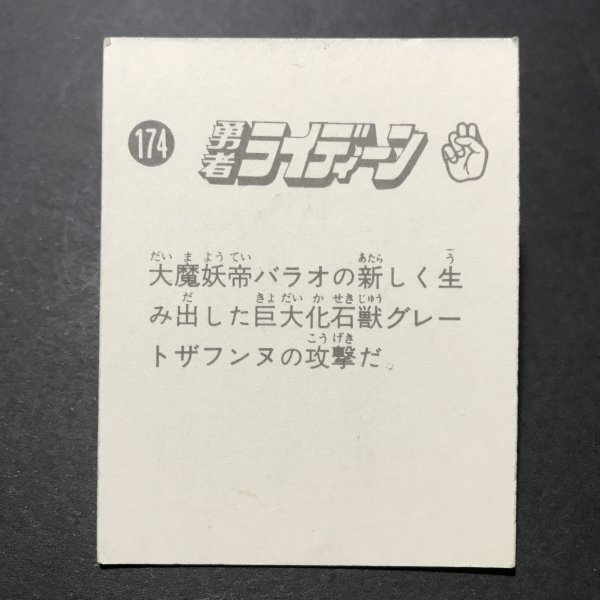 174
勇者ライディーン
だいまようてい あたら う
大魔妖帝バラオの新しく生
だ きょだいかせきじゅう
み出した巨大化石獣グレー
こうげき
トザフンヌの攻撃だ。